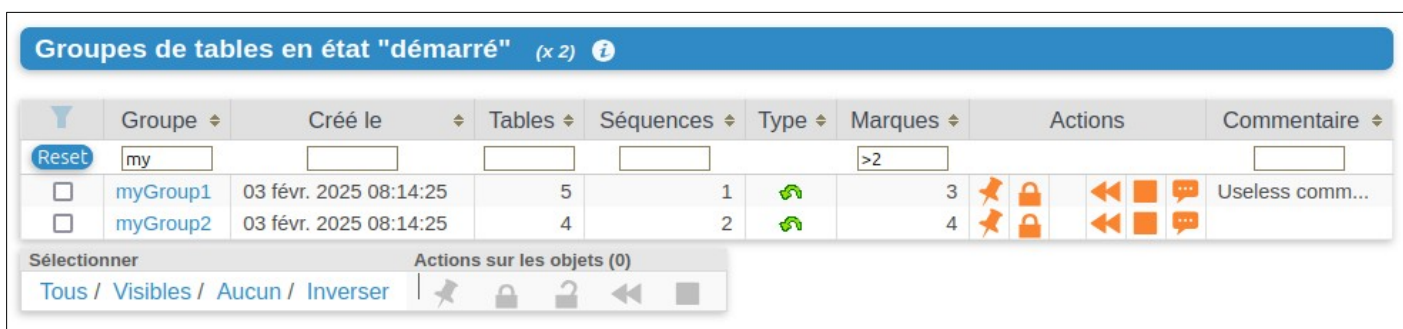 Groupes de tables en état "démarré" (x 2) i
Groupe Créé le Tables Séquences Type Marques Actions Commentaire
Reset my >2
myGroup1 03 févr. 2025 08:14:25 5 1 3 Useless comm...
myGroup2 03 févr. 2025 08:14:25 4 2 4
Sélectionner Actions sur les objets (0)
Tous / Visibles / Aucun / Inverser